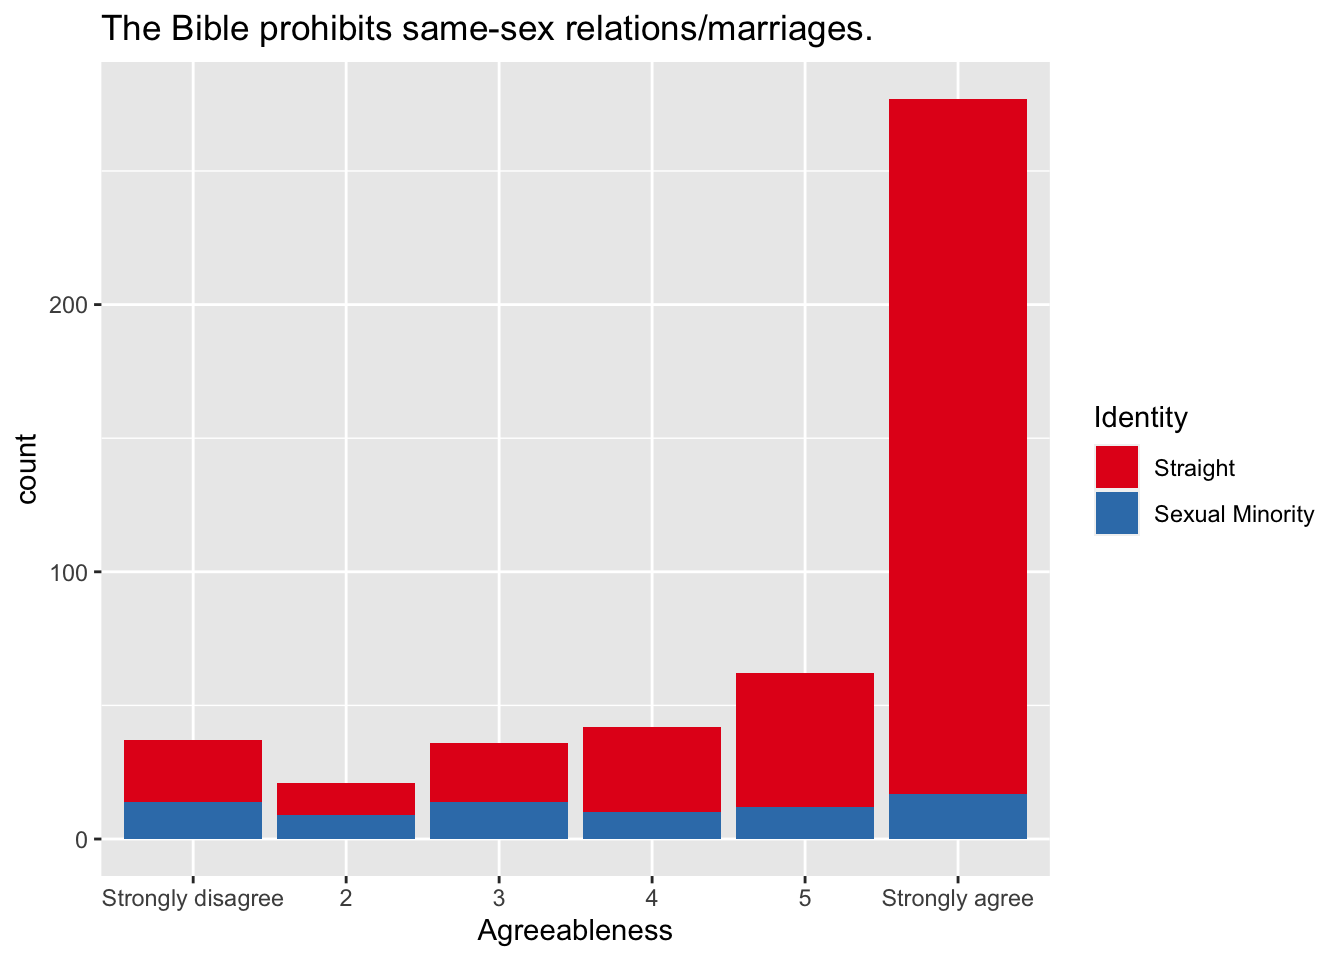 The Bible prohibits same-sex relations/marriages.
200
100
0
count
Strongly disagree 2 3 4 5 Strongly agree
Agreeableness
Identity
Straight
Sexual Minority